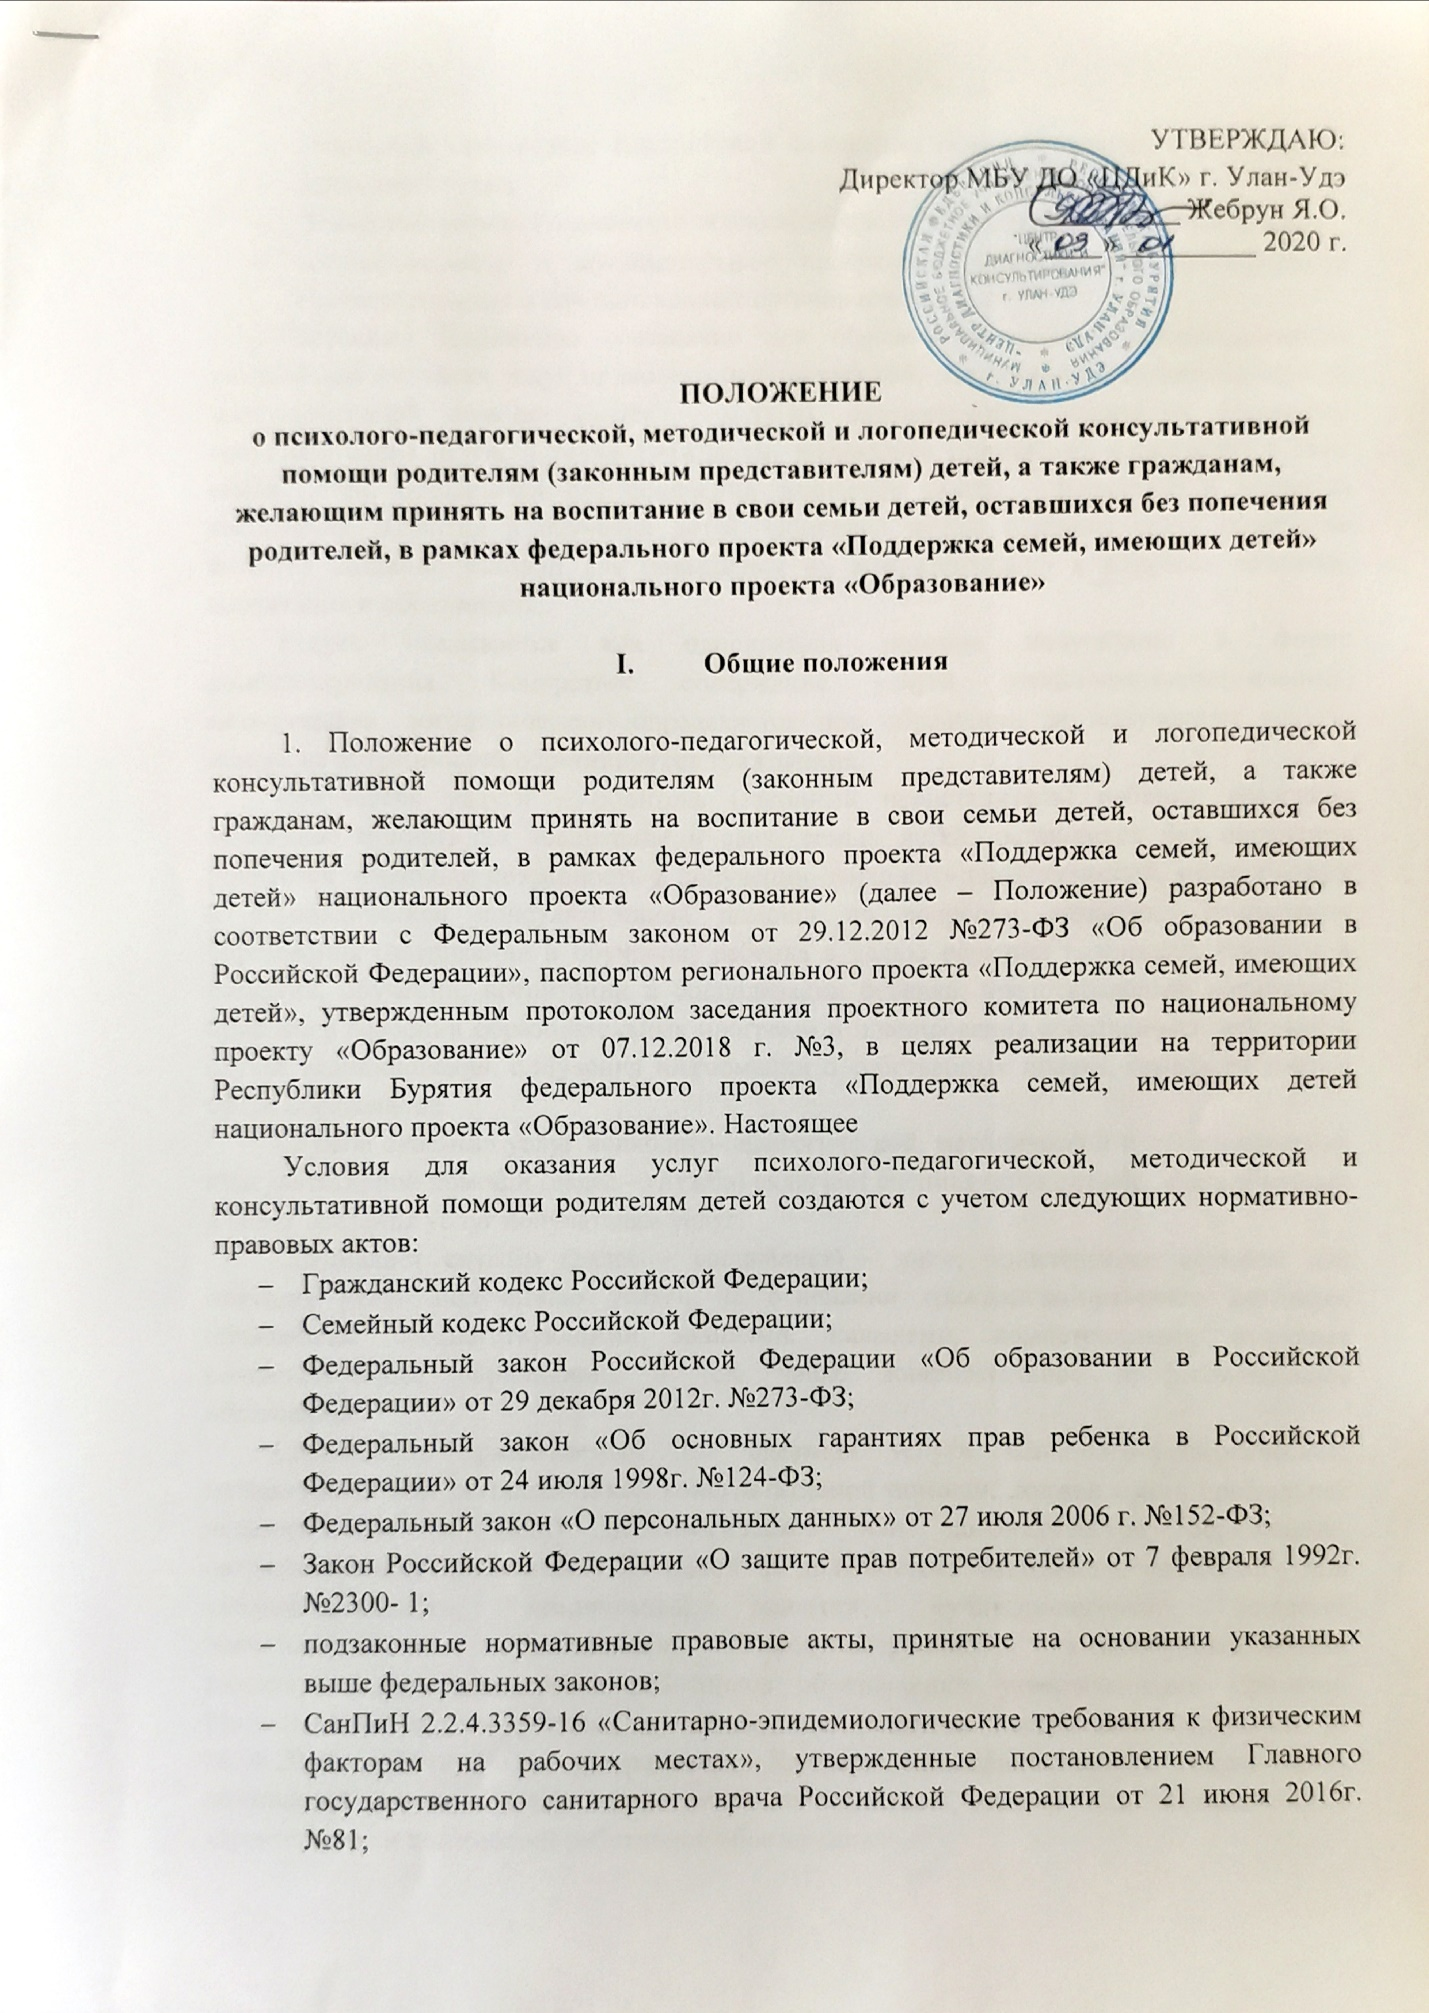 УТВЕРЖДАЮ:
Директор МБУ ДО «ЦДиК» г. Улан-Удэ
Жебрун Я.О.
« 09 » 01 2020 г.
"ЦЕНТР
ДИАГНОСТИКИ И
КОНСУЛЬТИРОВАНИЯ"
г. УЛАН-УДЭ
ПОЛОЖЕНИЕ
о психолого-педагогической, методической и логопедической консультативной
помощи родителям (законным представителям) детей, а также гражданам,
желающим принять на воспитание в свои семьи детей, оставшихся без попечения
родителей, в рамках федерального проекта «Поддержка семей, имеющих детей»
национального проекта «Образование»
I. Общие положения
1. Положение о психолого-педагогической, методической и логопедической
консультативной помощи родителям (законным представителям) детей, а также
гражданам, желающим принять на воспитание в свои семьи детей, оставшихся без
попечения родителей, в рамках федерального проекта «Поддержка семей, имеющих
детей» национального проекта «Образование» (далее – Положение) разработано в
соответствии с Федеральным законом от 29.12.2012 №273-ФЗ «Об образовании в
Российской Федерации», паспортом регионального проекта «Поддержка семей, имеющих
детей», утвержденным протоколом заседания проектного комитета по национальному
проекту «Образование» от 07.12.2018 г. №3, в целях реализации на территории
Республики Бурятия федерального проекта «Поддержка семей, имеющих детей
национального проекта «Образование». Настоящее
Условия для оказания услуг психолого-педагогической, методической и
консультативной помощи родителям детей создаются с учетом следующих нормативно-
правовых актов:
– Гражданский кодекс Российской Федерации;
– Семейный кодекс Российской Федерации;
– Федеральный закон Российской Федерации «Об образовании в Российской
Федерации» от 29 декабря 2012г. №273-ФЗ;
– Федеральный закон «Об основных гарантиях прав ребенка в Российской
Федерации» от 24 июля 1998г. №124-ФЗ;
– Федеральный закон «О персональных данных» от 27 июля 2006 г. №152-ФЗ;
– Закон Российской Федерации «О защите прав потребителей» от 7 февраля 1992г.
№2300- 1;
– подзаконные нормативные правовые акты, принятые на основании указанных
выше федеральных законов;
– СанПиН 2.2.4.3359-16 «Санитарно-эпидемиологические требования к физическим
факторам на рабочих местах», утвержденные постановлением Главного
государственного санитарного врача Российской Федерации от 21 июня 2016г.
№81;